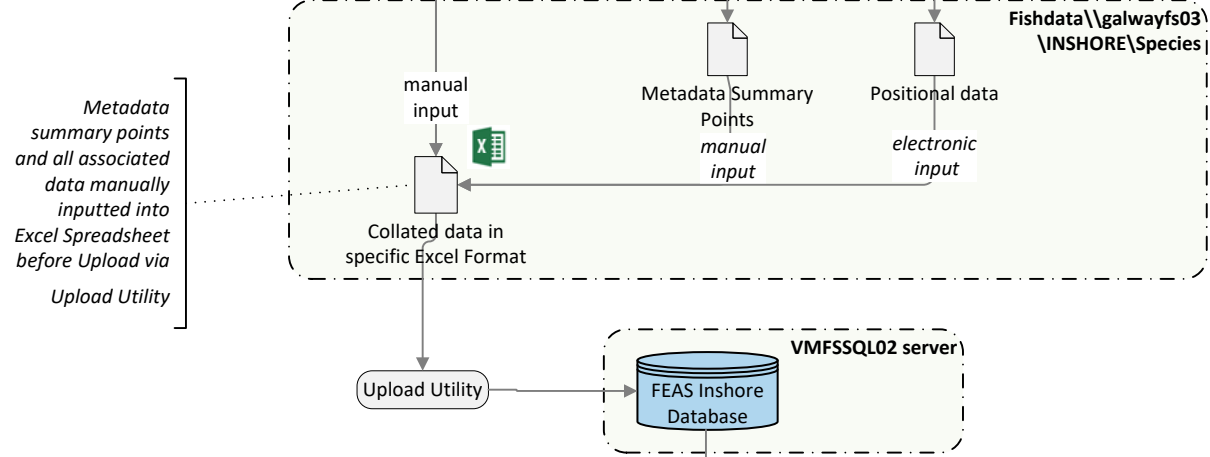 Fishdata\\galwayfs03
\INSHORE\Species
manual
input
Metadata Summary
Points
manual
input
Positional data
electronic
input
X
Metadata
summary points
and all associated
data manually
inputted into
Excel Spreadsheet
before Upload via
Upload Utility
Collated data in
specific Excel Format
VMFSSQL02 server
Upload Utility
FEAS Inshore
Database